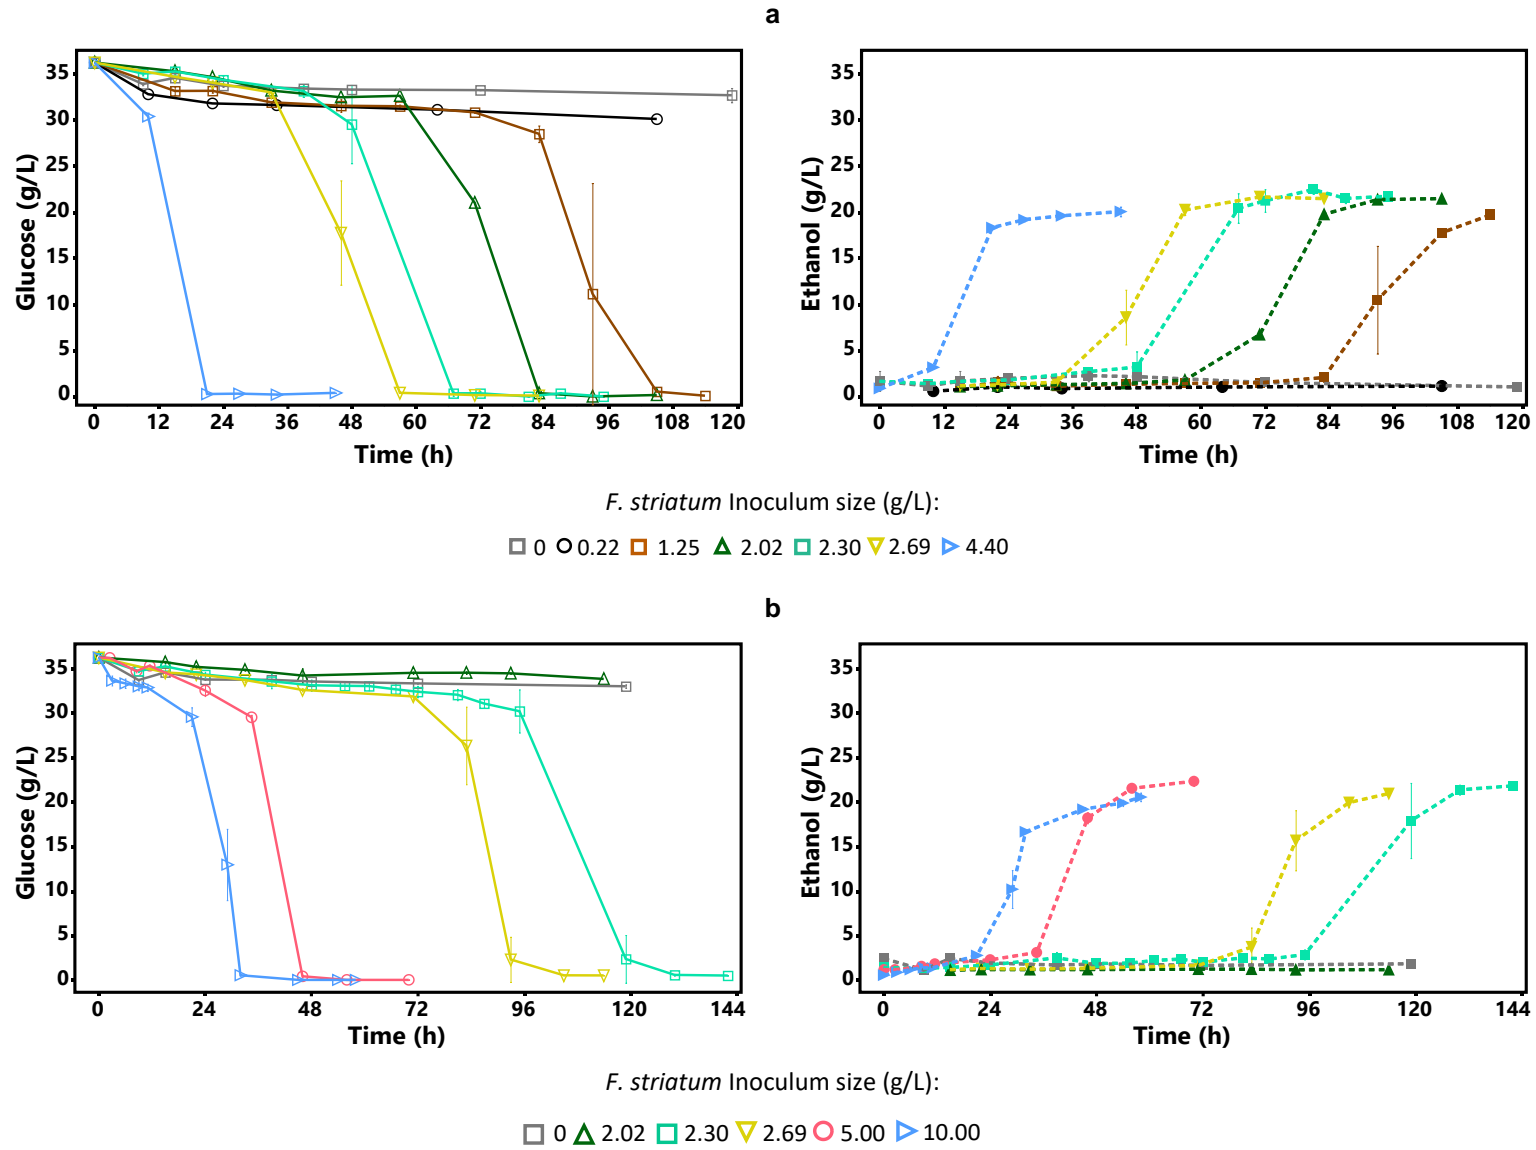 a
35
30
25
20
15
10
5
0
Glucose (g/L)
0 12 24 36 48 60 72 84 96 108 120
Time (h)
35
30
25
20
15
10
5
0
Ethanol (g/L)
0 12 24 36 48 60 72 84 96 108 120
Time (h)
F. striatum Inoculum size (g/L):
0 0.22 1.25 2.02 2.30 2.69 4.40
b
35
30
25
20
15
10
5
0
Glucose (g/L)
0 24 48 72 96 120 144
Time (h)
35
30
25
20
15
10
5
0
Ethanol (g/L)
0 24 48 72 96 120 144
Time (h)
F. striatum Inoculum size (g/L):
0 2.02 2.30 2.69 5.00 10.00